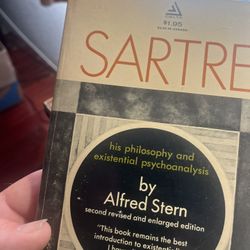 $1.95
SARTRE
his philosophy and
existential psychoanalysis
by
Alfred Stern
second revised and enlarged edition
"This book remains the best
introduction to existentiali